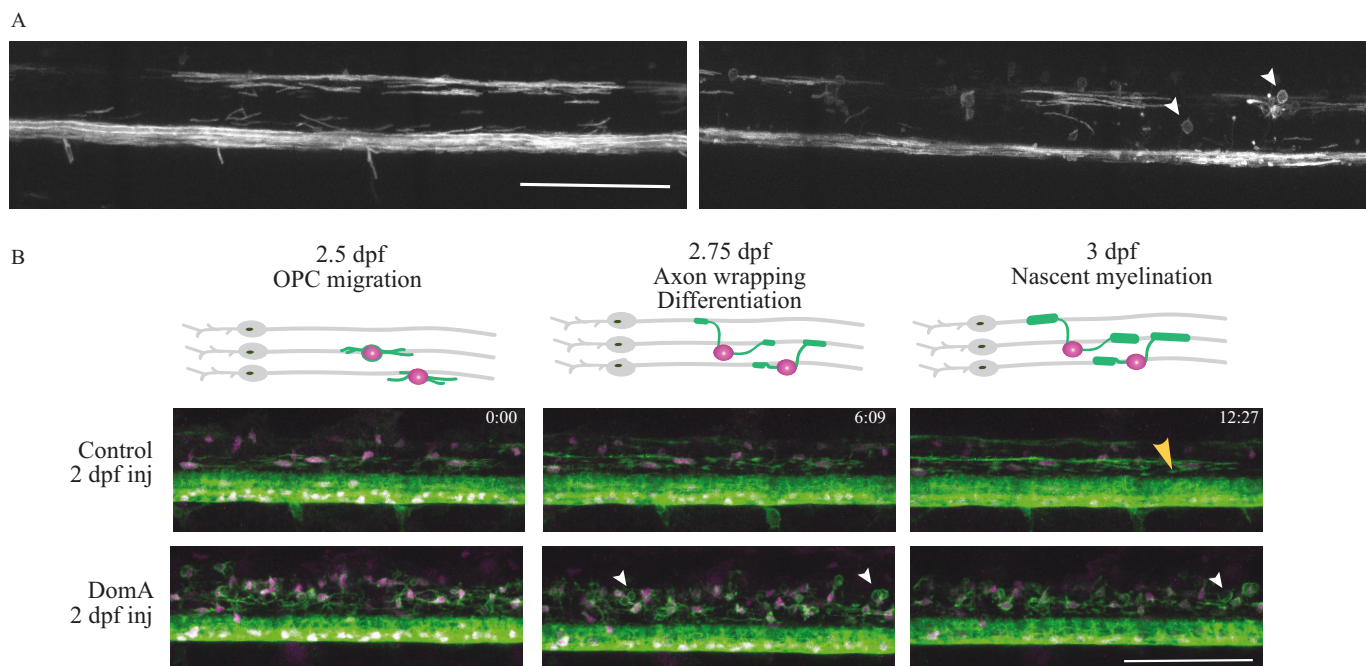 A
B
2.5 dpf
OPC migration
2.75 dpf
Axon wrapping
Differentiation
3 dpf
Nascent myelination
Control
2 dpf inj
0:00
6:09
12:27
DomA
2 dpf inj